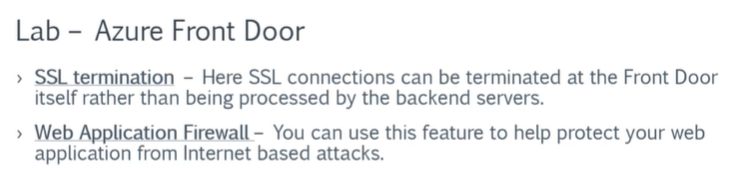 Lab – Azure Front Door
› SSL termination – Here SSL connections can be terminated at the Front Door
itself rather than being processed by the backend servers.
› Web Application Firewall – You can use this feature to help protect your web
application from Internet based attacks.